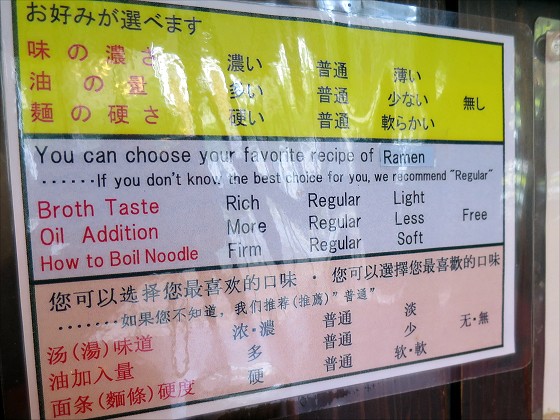 お好みが選べます
味の濃さ 濃い 普通 薄い
油の量 多い 普通 少ない 無し
麺の硬さ 硬い 普通 軟らかい
You can choose your favorite recipe of Ramen
······If you don't know the best choice for you, we recommend "Regular"
Broth Taste Rich Regular Light
Oil Addition More Regular Less Free
How to Boil Noodle Firm Regular Soft
您可以选择您最喜欢的口味 · 您可以選擇您最喜歡的口味
·······如果您不知道，我们推荐(推薦)"普通"
汤(湯)味道 浓·濃 普通 淡
油加入量 多 普通 少 无·無
面条(麵條)硬度 硬 普通 软·軟